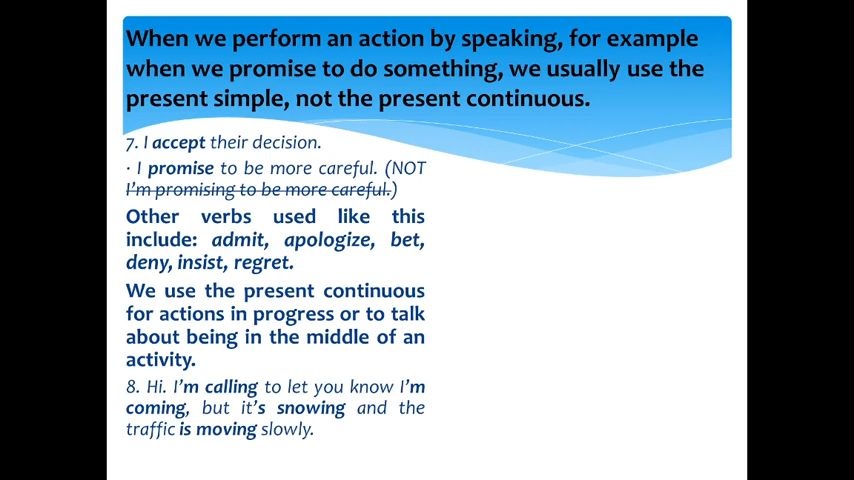 When we perform an action by speaking, for example
when we promise to do something, we usually use the
present simple, not the present continuous.
7. I accept their decision.
· I promise to be more careful. (NOT
I'm promising to be more careful.)
Other verbs used like this
include: admit, apologize, bet,
deny, insist, regret.
We use the present continuous
for actions in progress or to talk
about being in the middle of an
activity.
8. Hi. I'm calling to let you know I'm
coming, but it's snowing and the
traffic is moving slowly.